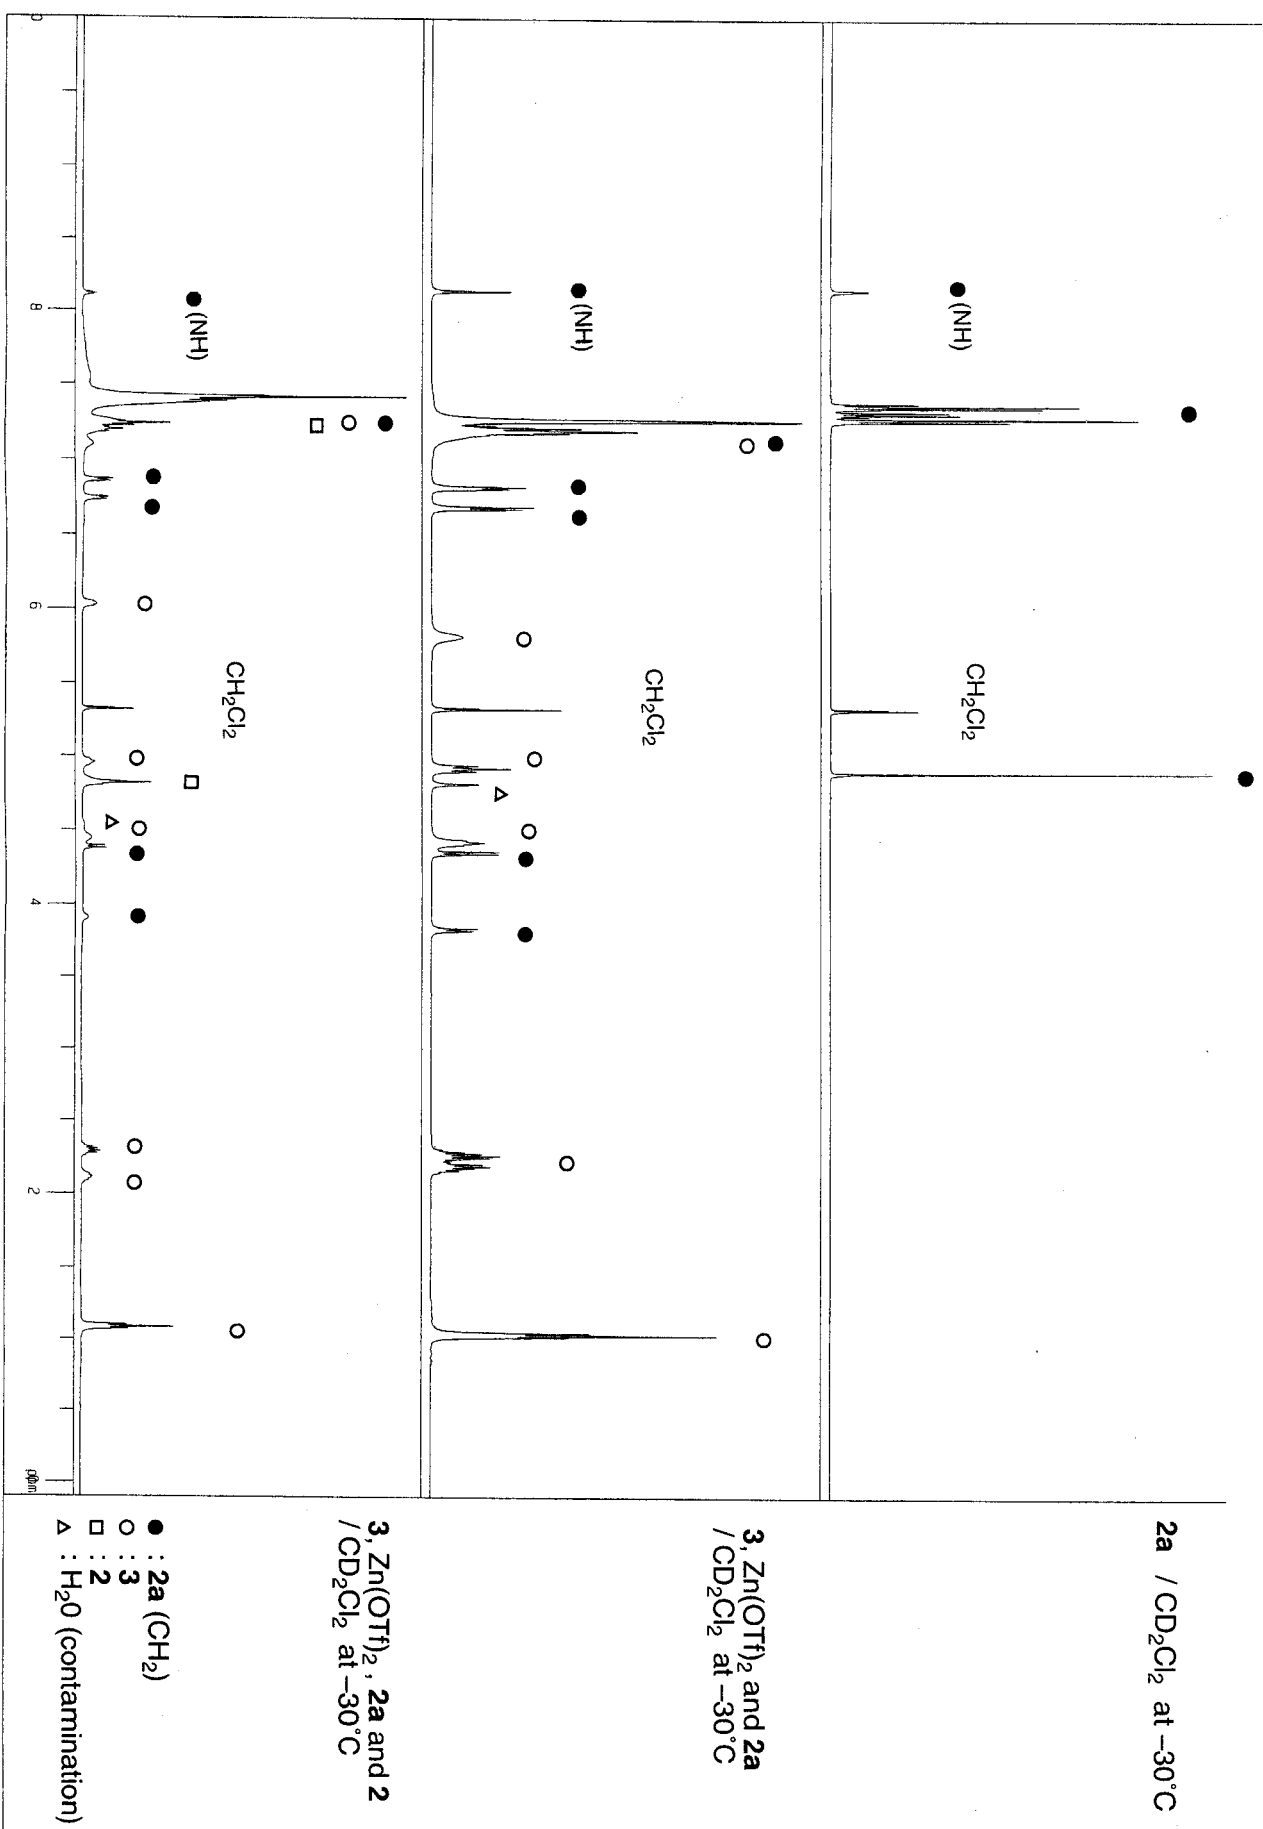 2a / CD2Cl2 at –30°C
● (NH)
●
CH2Cl2
●
3, Zn(OTf)2 and 2a
/ CD2Cl2 at –30°C
● (NH)
○ ●
●
●
○
CH2Cl2
○
△
○
●
●
○
○
3, Zn(OTf)2 , 2a and 2
/ CD2Cl2 at –30°C
● (NH)
□ ○ ●
●
●
○
CH2Cl2
○
□
△ ○
●
●
○
○
○
8 6 4 2 ppm
● : 2a (CH2)
○ : 3
□ : 2
△ : H20 (contamination)